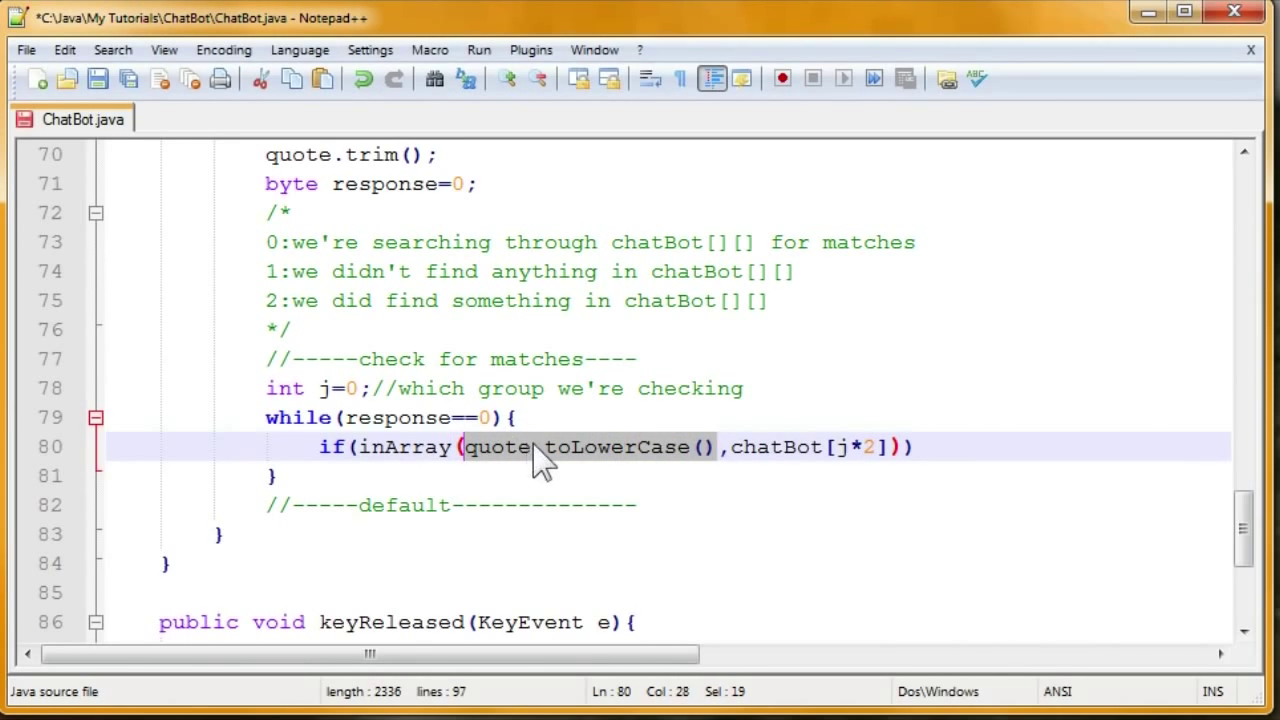 *C:\Java\My Tutorials\ChatBot\ChatBot.java - Notepad++
File Edit Search View Encoding Language Settings Macro Run Plugins Window ? X
ABC
ChatBot.java
70 quote.trim();
71 byte response=0;
72 /*
73 0:we're searching through chatBot[][] for matches
74 1:we didn't find anything in chatBot[][]
75 2:we did find something in chatBot[][]
76 */
77 //-----check for matches----
78 int j=0;//which group we're checking
79 while(response==0){
80 if(inArray(quote.toLowerCase(),chatBot[j*2]))
81 }
82 //-----default--------------
83 }
84 }
85
86 public void keyReleased(KeyEvent e){
Java source file length : 2336 lines : 97 Ln : 80 Col : 28 Sel : 19 Dos\Windows ANSI INS